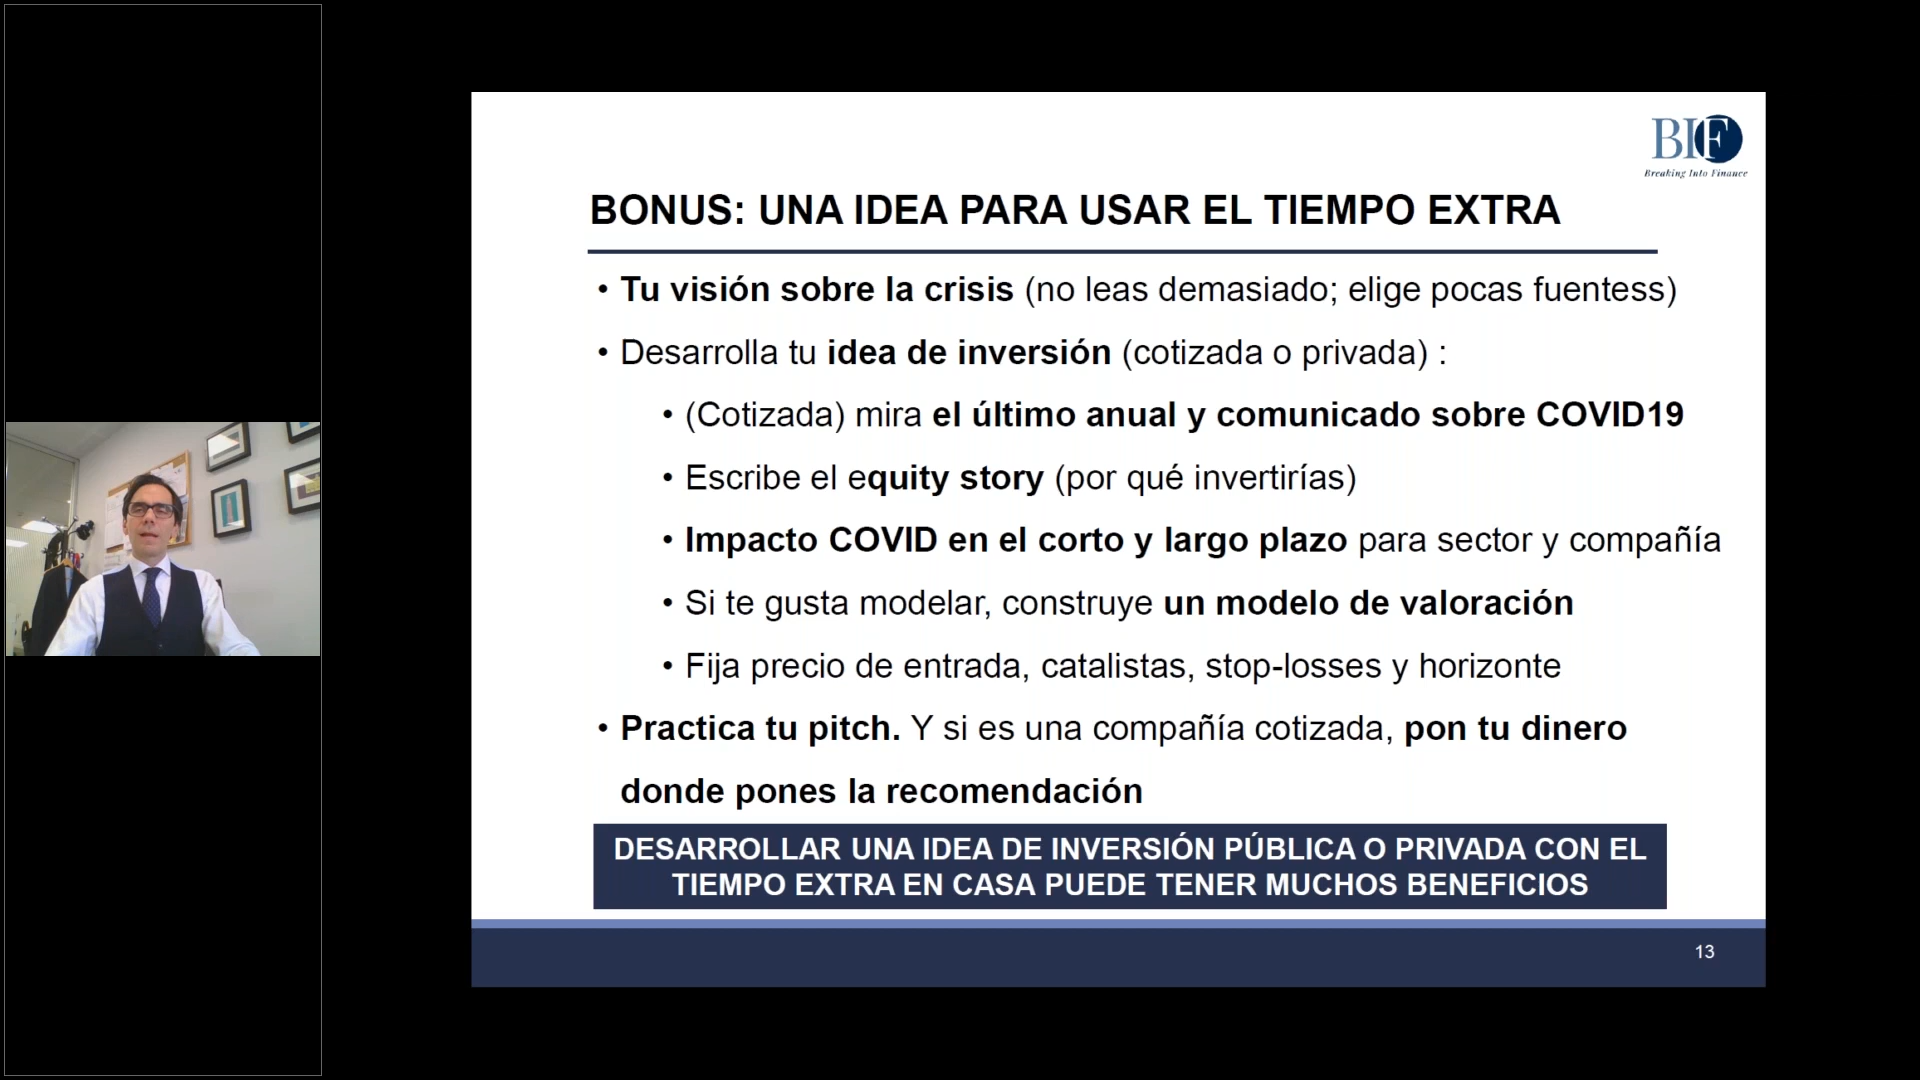 BIF
Breaking Into Finance
BONUS: UNA IDEA PARA USAR EL TIEMPO EXTRA
• Tu visión sobre la crisis (no leas demasiado; elige pocas fuentess)
• Desarrolla tu idea de inversión (cotizada o privada) :
• (Cotizada) mira el último anual y comunicado sobre COVID19
• Escribe el equity story (por qué invertirías)
• Impacto COVID en el corto y largo plazo para sector y compañía
• Si te gusta modelar, construye un modelo de valoración
• Fija precio de entrada, catalistas, stop-losses y horizonte
• Practica tu pitch. Y si es una compañía cotizada, pon tu dinero
donde pones la recomendación
DESARROLLAR UNA IDEA DE INVERSIÓN PÚBLICA O PRIVADA CON EL
TIEMPO EXTRA EN CASA PUEDE TENER MUCHOS BENEFICIOS
13